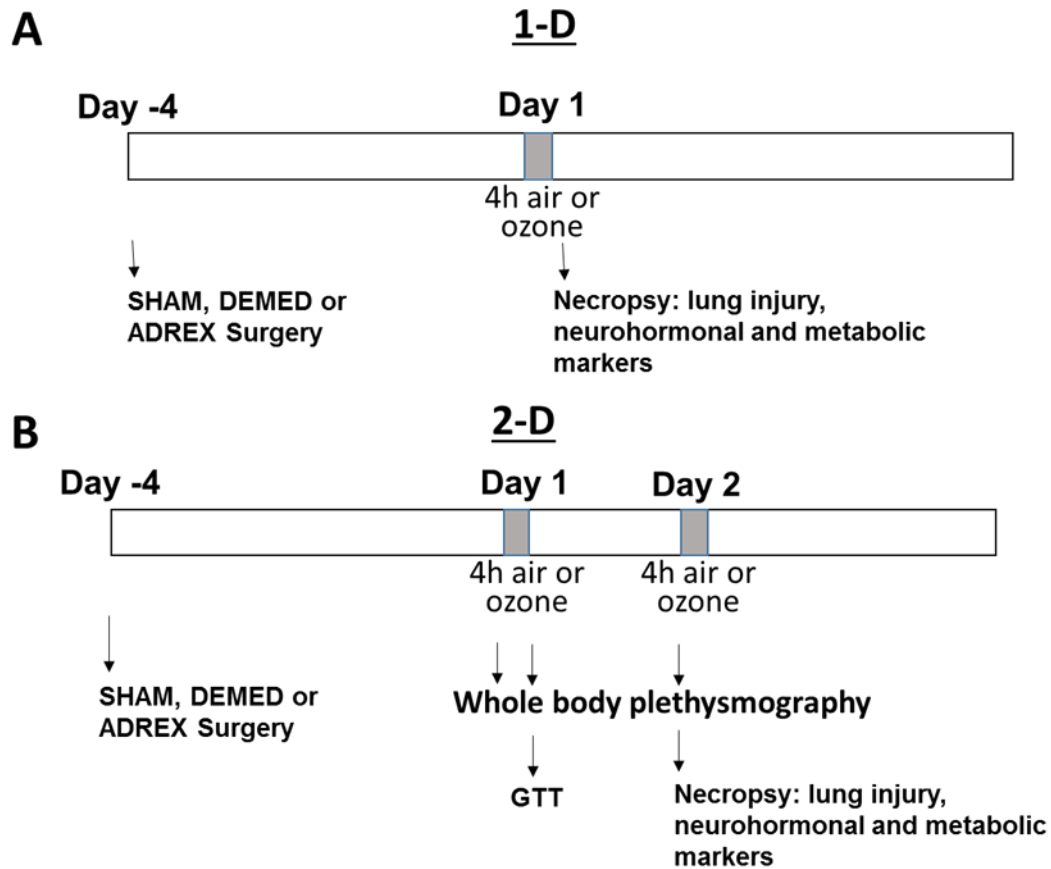 A
1-D
Day -4
Day 1
4h air or
ozone
SHAM, DEMED or
ADREX Surgery
Necropsy: lung injury,
neurohormonal and metabolic
markers
B
2-D
Day -4
Day 1
Day 2
4h air or
ozone
4h air or
ozone
SHAM, DEMED or
ADREX Surgery
Whole body plethysmography
GTT
Necropsy: lung injury,
neurohormonal and metabolic
markers